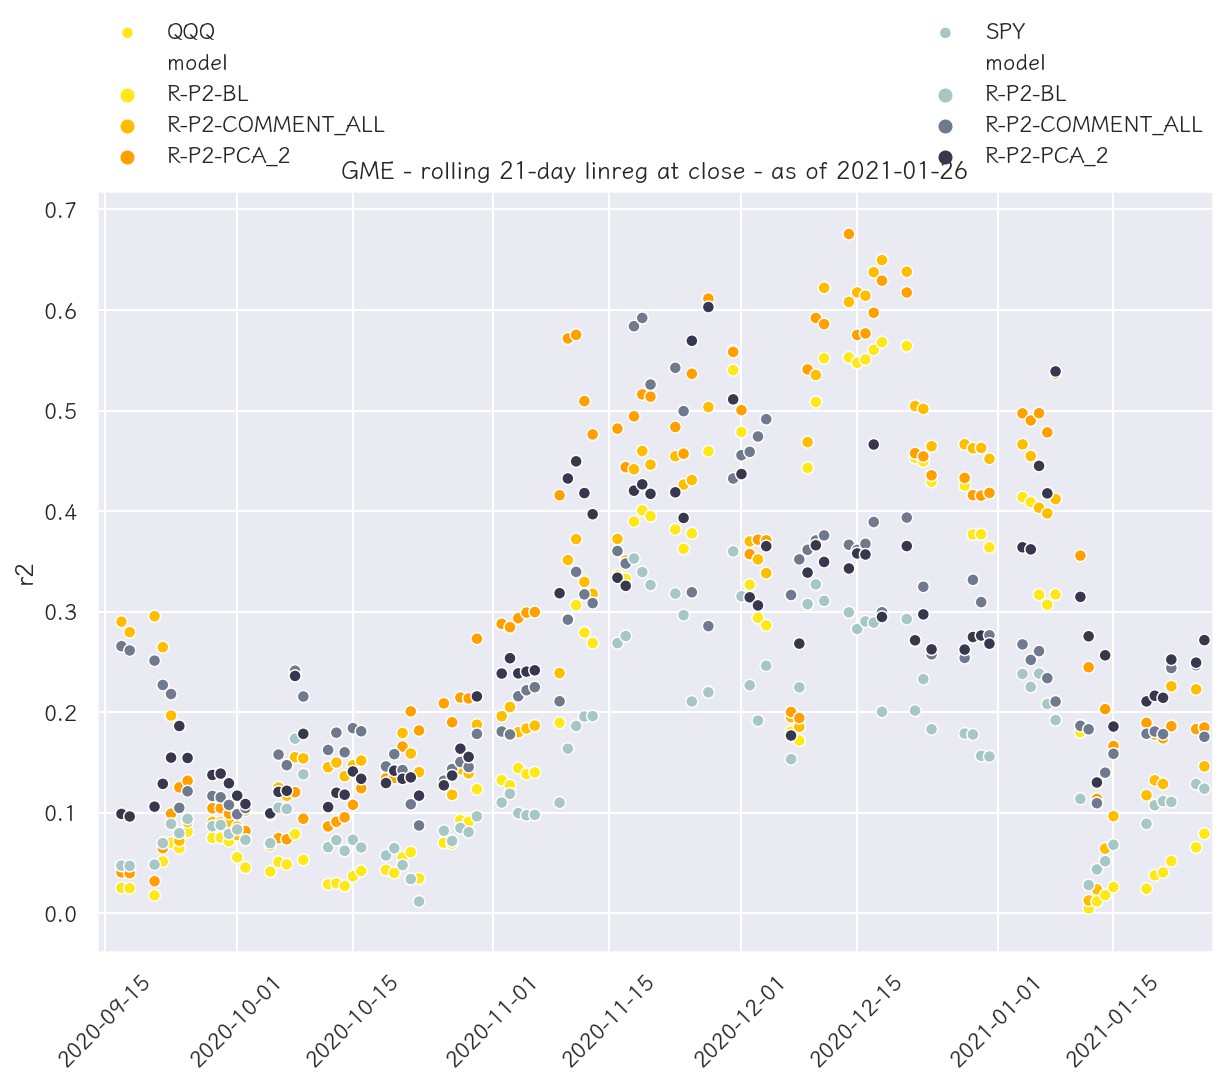 QQQ
model
R-P2-BL
R-P2-COMMENT_ALL
R-P2-PCA_2
SPY
model
R-P2-BL
R-P2-COMMENT_ALL
R-P2-PCA_2
GME - rolling 21-day linreg at close - as of 2021-01-26
0.7
0.6
0.5
0.4
0.3
0.2
0.1
0.0
r2
2020-09-15
2020-10-01
2020-10-15
2020-11-01
2020-11-15
2020-12-01
2020-12-15
2021-01-01
2021-01-15